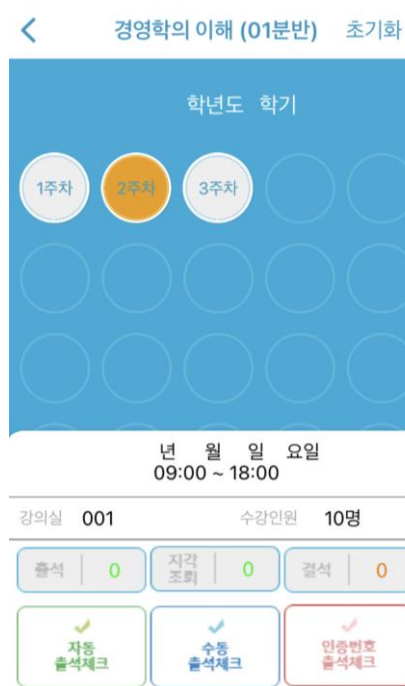 경영학의 이해 (01분반) 초기화
학년도 학기
1주차 2주차 3주차
년 월 일 요일
09:00 ~ 18:00
강의실 001 수강인원 10명
출석 0 지각 0 결석 0
조회
자동 수동 인증번호
출석체크 출석체크 출석체크